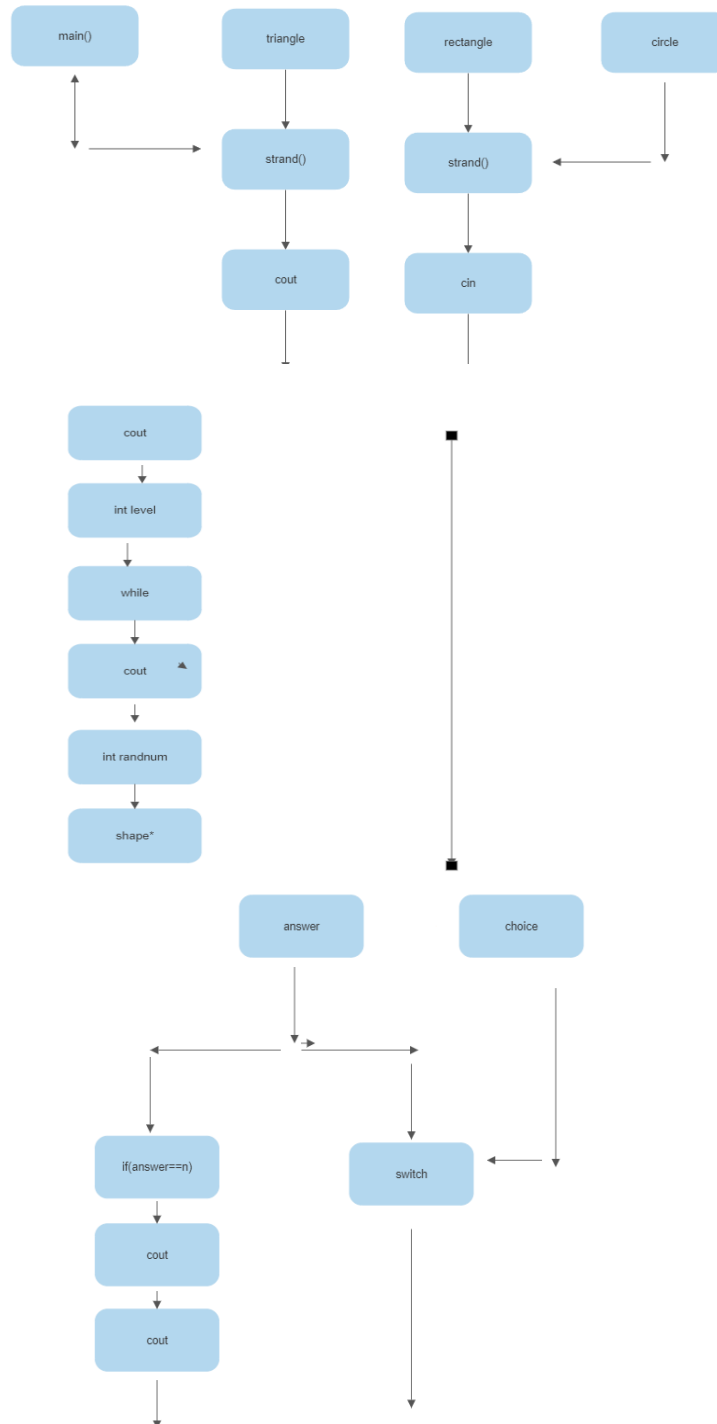 main()
triangle
rectangle
circle
strand()
strand()
cout
cin
cout
int level
while
cout
int randnum
shape*
answer
choice
if(answer==n)
switch
cout
cout